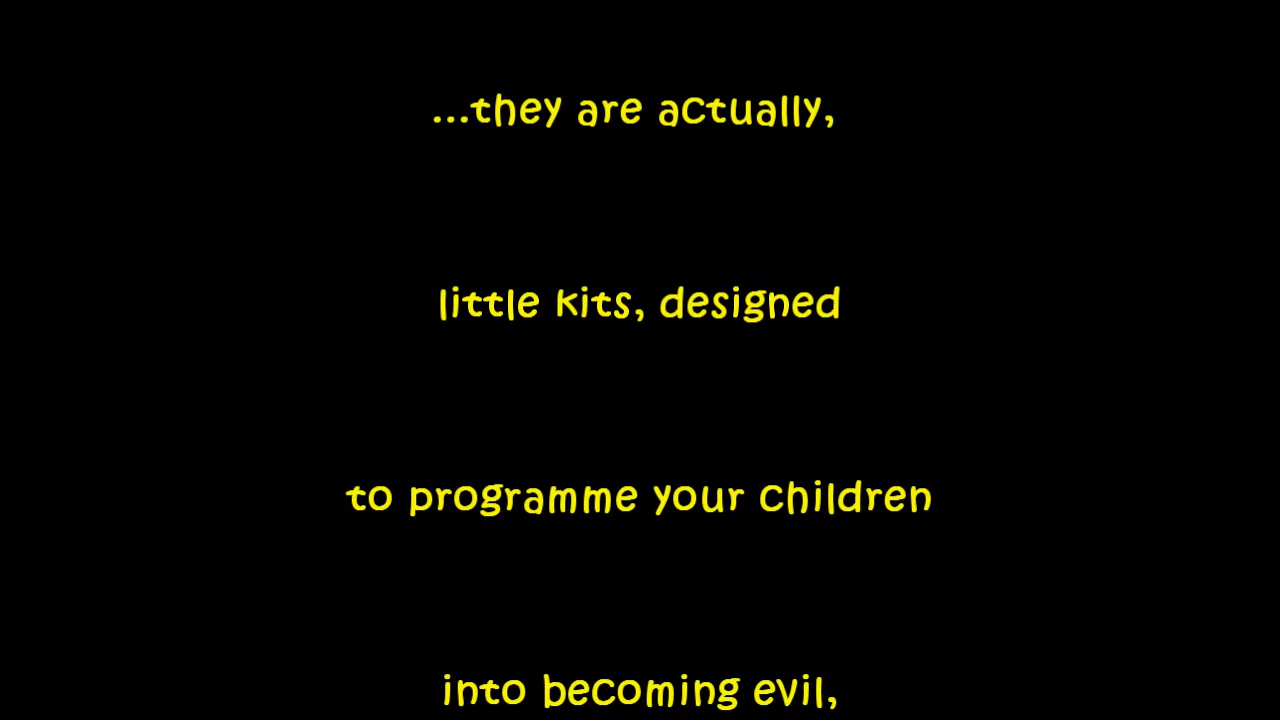 ...they are actually,
little kits, designed
to programme your children
into becoming evil,